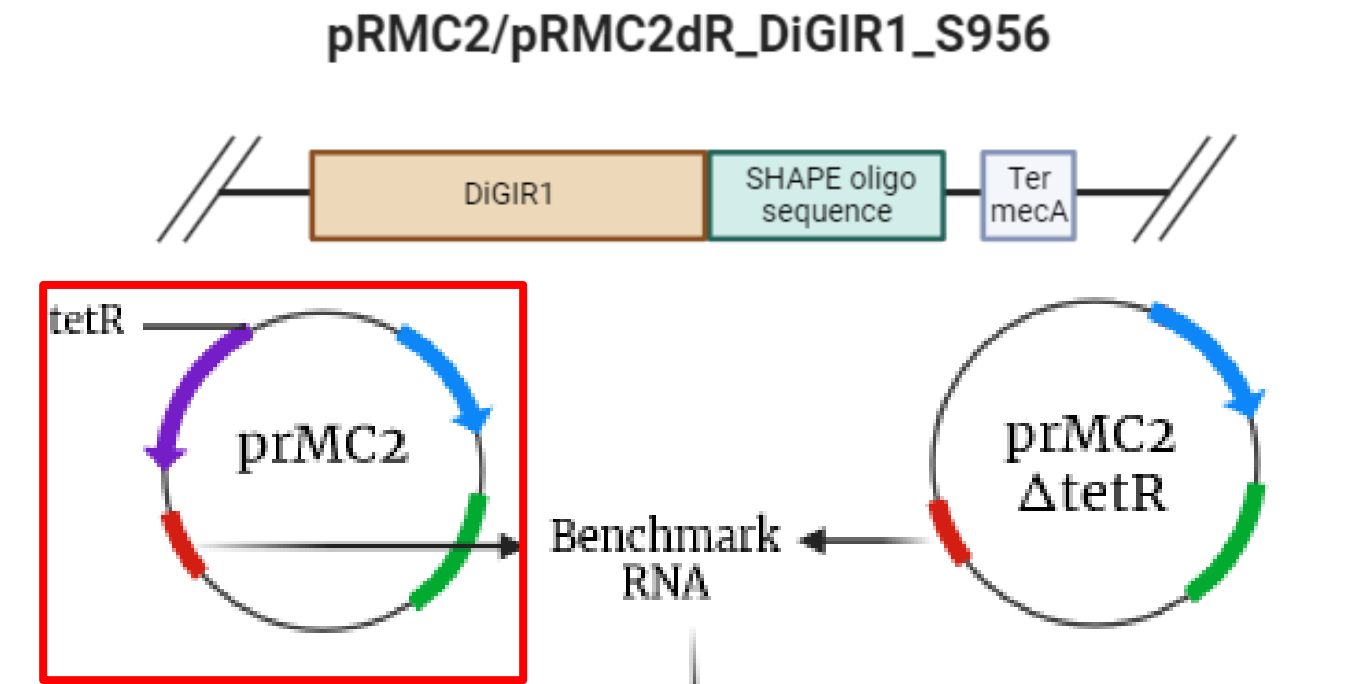 pRMC2/pRMC2dR_DiGIR1_S956
DiGIR1
SHAPE oligo
sequence
Ter
mecA
tetR
prMC2
prMC2
ΔtetR
Benchmark
RNA